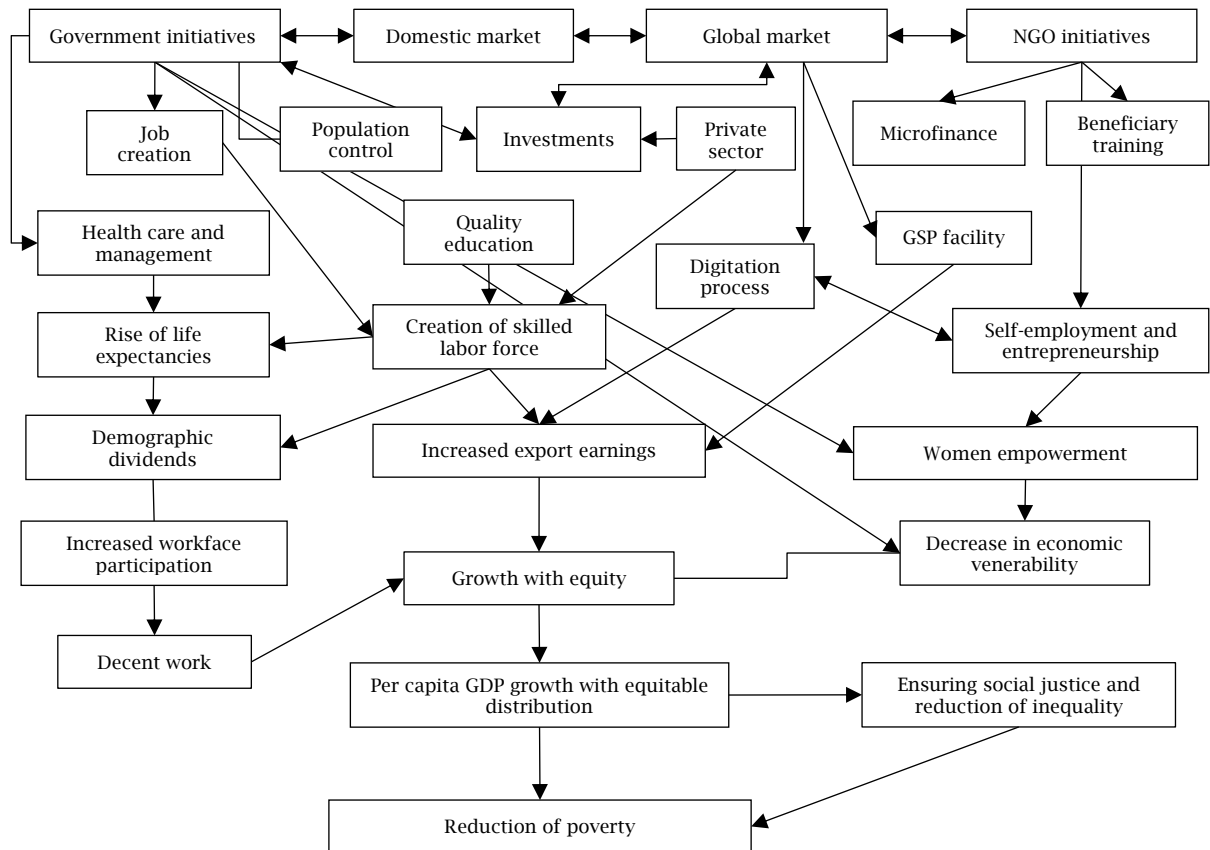 Government initiatives
Domestic market
Global market
NGO initiatives
Job
creation
Population
control
Investments
Private
sector
Microfinance
Beneficiary
training
Health care and
management
Quality
education
Digitation
process
GSP facility
Rise of life
expectancies
Creation of skilled
labor force
Self-employment and
entrepreneurship
Demographic
dividends
Increased export earnings
Women empowerment
Increased workface
participation
Growth with equity
Decrease in economic
venerability
Decent work
Per capita GDP growth with equitable
distribution
Ensuring social justice and
reduction of inequality
Reduction of poverty